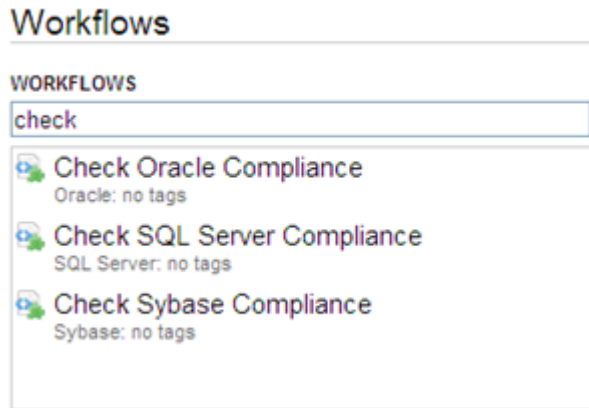 Workflows
WORKFLOWS
check
Check Oracle Compliance
Oracle: no tags
Check SQL Server Compliance
SQL Server: no tags
Check Sybase Compliance
Sybase: no tags